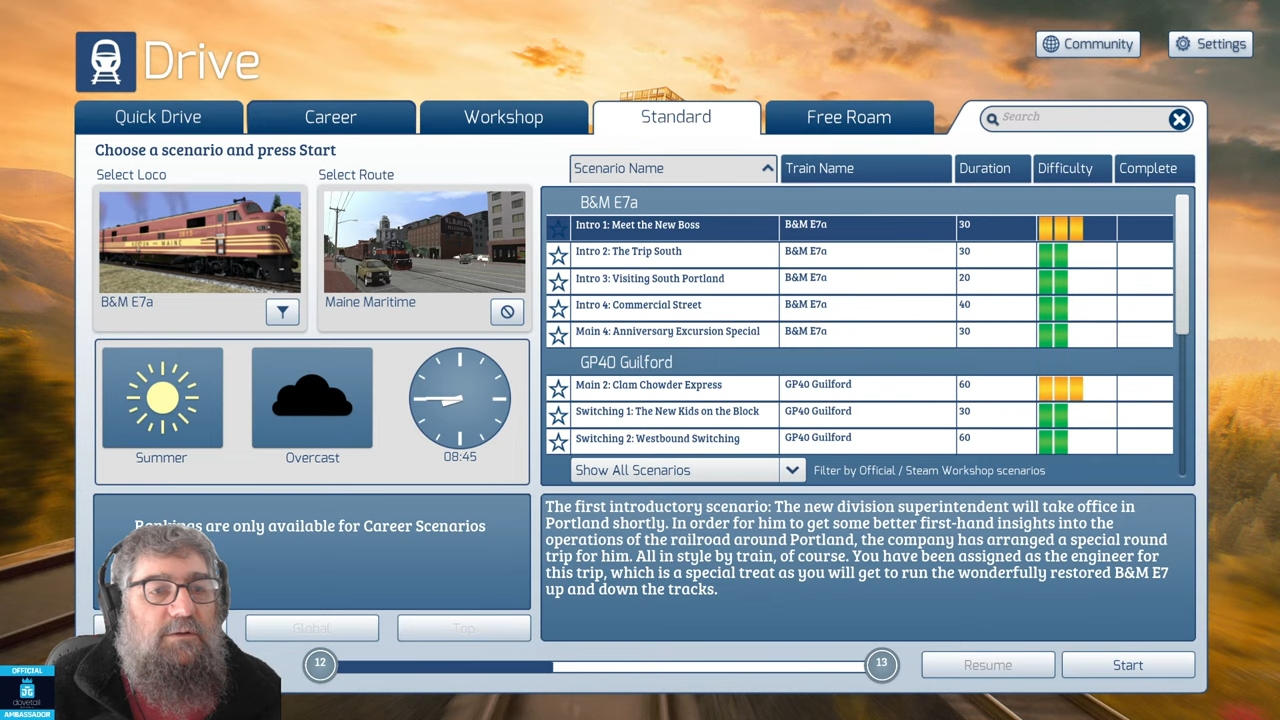 Drive
Community
Settings
Quick Drive
Career
Workshop
Standard
Free Roam
Search
Choose a scenario and press Start
Select Loco
Select Route
B&M E7a
Maine Maritime
Summer
Overcast
08:45
Scenario Name
Train Name
Duration
Difficulty
Complete
B&M E7a
Intro 1: Meet the New Boss B&M E7a 30
Intro 2: The Trip South B&M E7a 30
Intro 3: Visiting South Portland B&M E7a 20
Intro 4: Commercial Street B&M E7a 40
Main 4: Anniversary Excursion Special B&M E7a 30
GP40 Guilford
Main 2: Clam Chowder Express GP40 Guilford 60
Switching 1: The New Kids on the Block GP40 Guilford 30
Switching 2: Westbound Switching GP40 Guilford 60
Show All Scenarios
Filter by Official / Steam Workshop scenarios
Rankings are only available for Career Scenarios
Global
Top
The first introductory scenario: The new division superintendent will take office in
Portland shortly. In order for him to get some better first-hand insights into the
operations of the railroad around Portland, the company has arranged a special round
trip for him. All in style by train, of course. You have been assigned as the engineer for
this trip, which is a special treat as you will get to run the wonderfully restored B&M E7
up and down the tracks.
12
13
Resume
Start
OFFICIAL
dovetail
AMBASSADOR